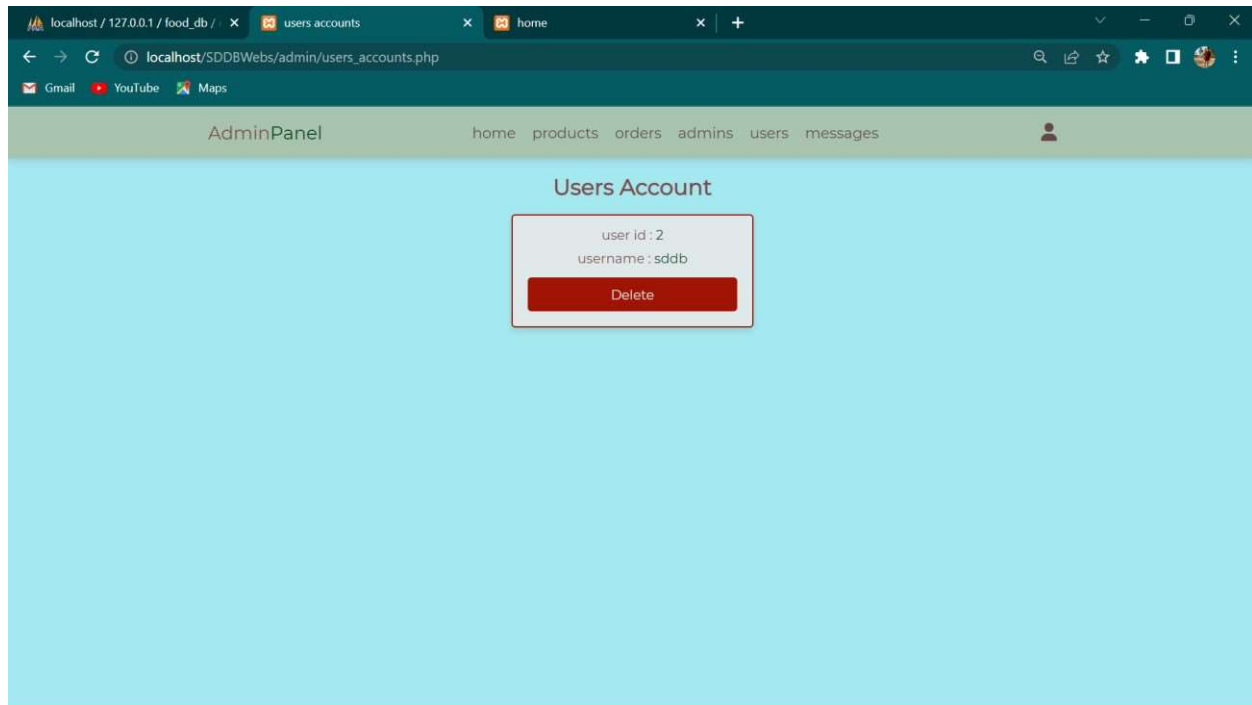 localhost / 127.0.0.1 / food_db /
users accounts
home
localhost/SDDBWebs/admin/users_accounts.php
Gmail YouTube Maps
AdminPanel home products orders admins users messages
Users Account
user id : 2
username : sddb
Delete